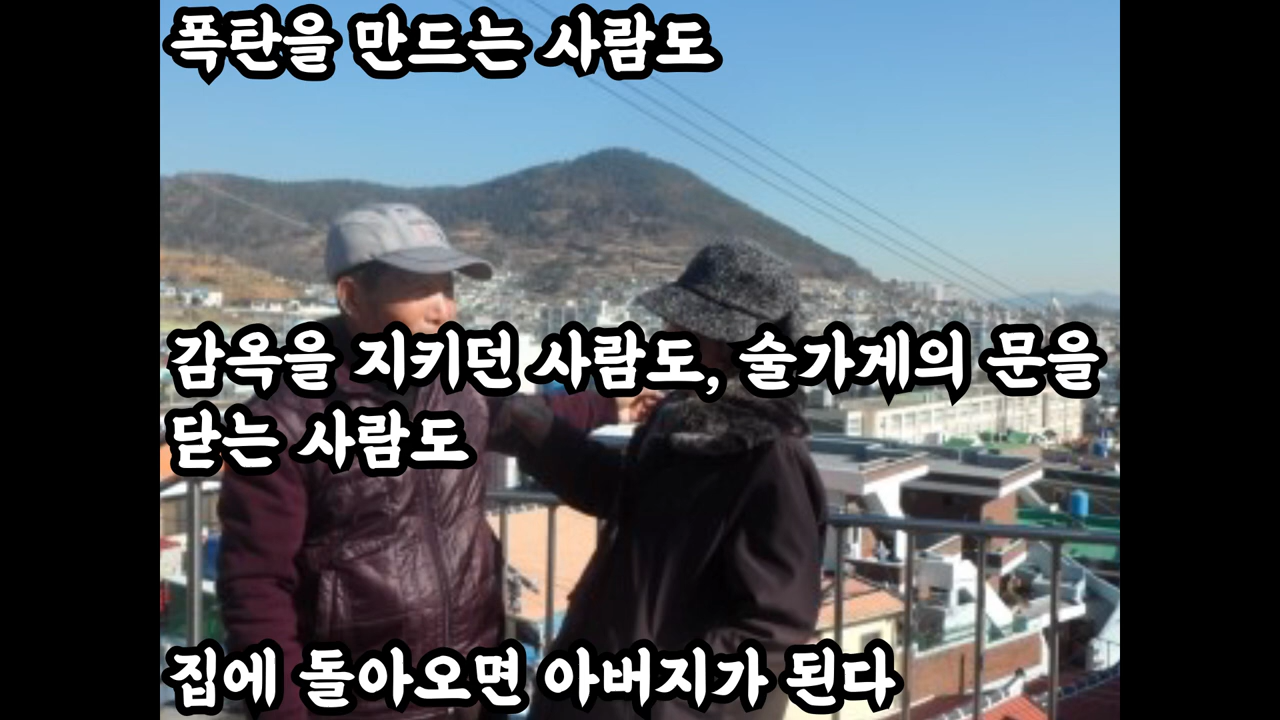 폭탄을 만드는 사람도
감옥을 지키던 사람도, 술가게의 문을
닫는 사람도
집에 돌아오면 아버지가 된다